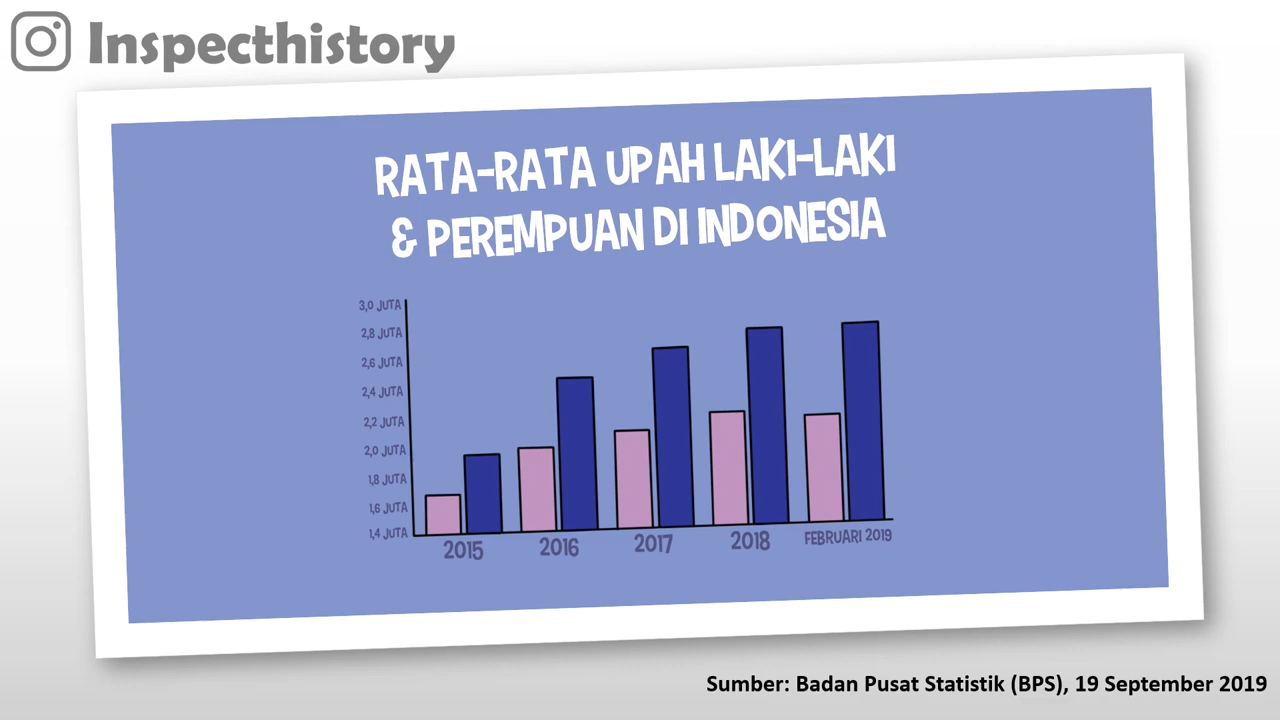 Inspecthistory
RATA-RATA UPAH LAKI-LAKI
& PEREMPUAN DI INDONESIA
3,0 JUTA
2,8 JUTA
2,6 JUTA
2,4 JUTA
2,2 JUTA
2,0 JUTA
1,8 JUTA
1,6 JUTA
1,4 JUTA
2015 2016 2017 2018 FEBRUARI 2019
Sumber: Badan Pusat Statistik (BPS), 19 September 2019